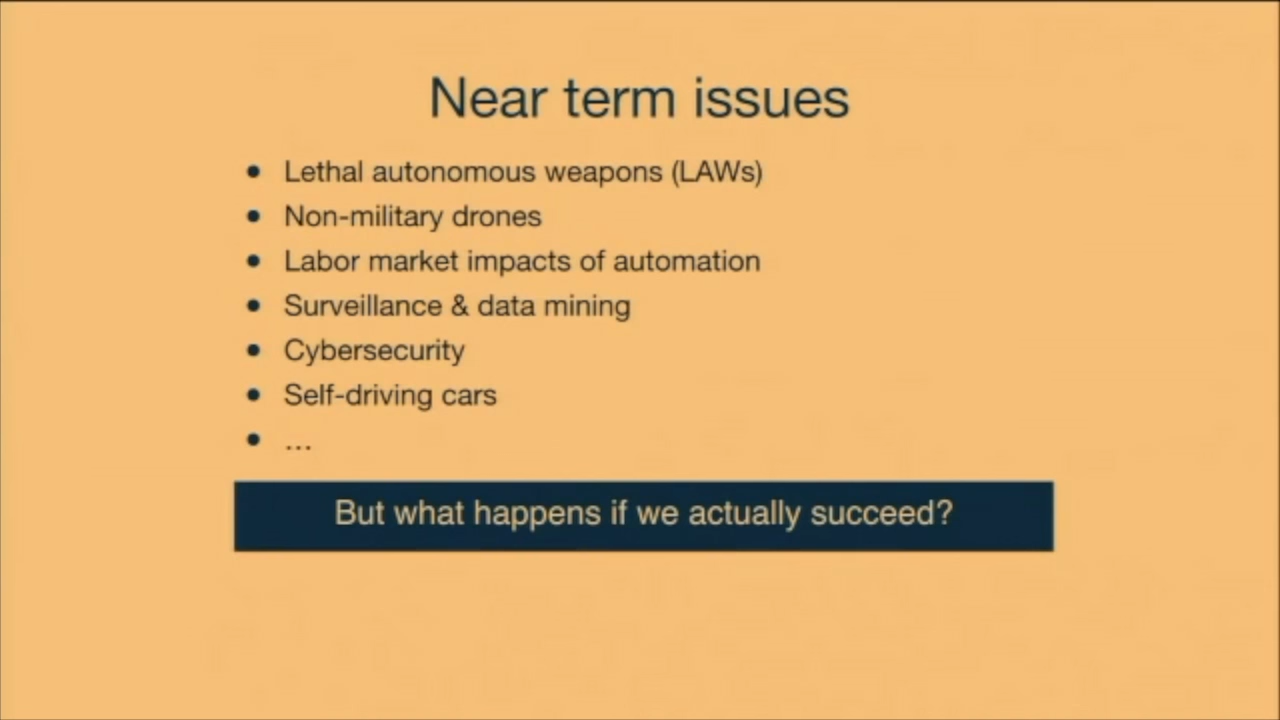 Near term issues
• Lethal autonomous weapons (LAWs)
• Non-military drones
• Labor market impacts of automation
• Surveillance & data mining
• Cybersecurity
• Self-driving cars
• ...
But what happens if we actually succeed?